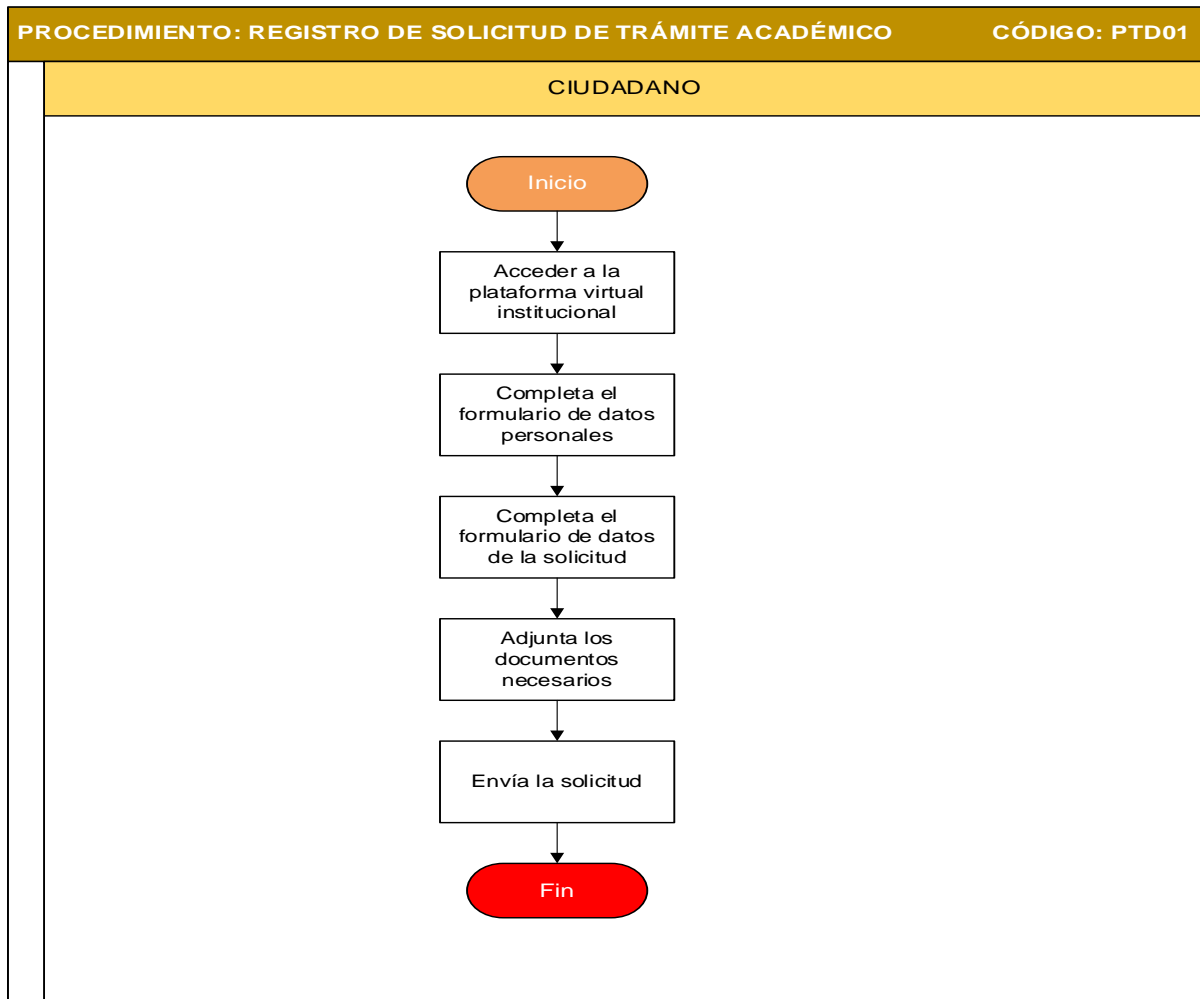 PROCEDIMIENTO: REGISTRO DE SOLICITUD DE TRÁMITE ACADÉMICO CÓDIGO: PTD01
CIUDADANO
Inicio
Acceder a la
plataforma virtual
institucional
Completa el
formulario de datos
personales
Completa el
formulario de datos
de la solicitud
Adjunta los
documentos
necesarios
Envía la solicitud
Fin